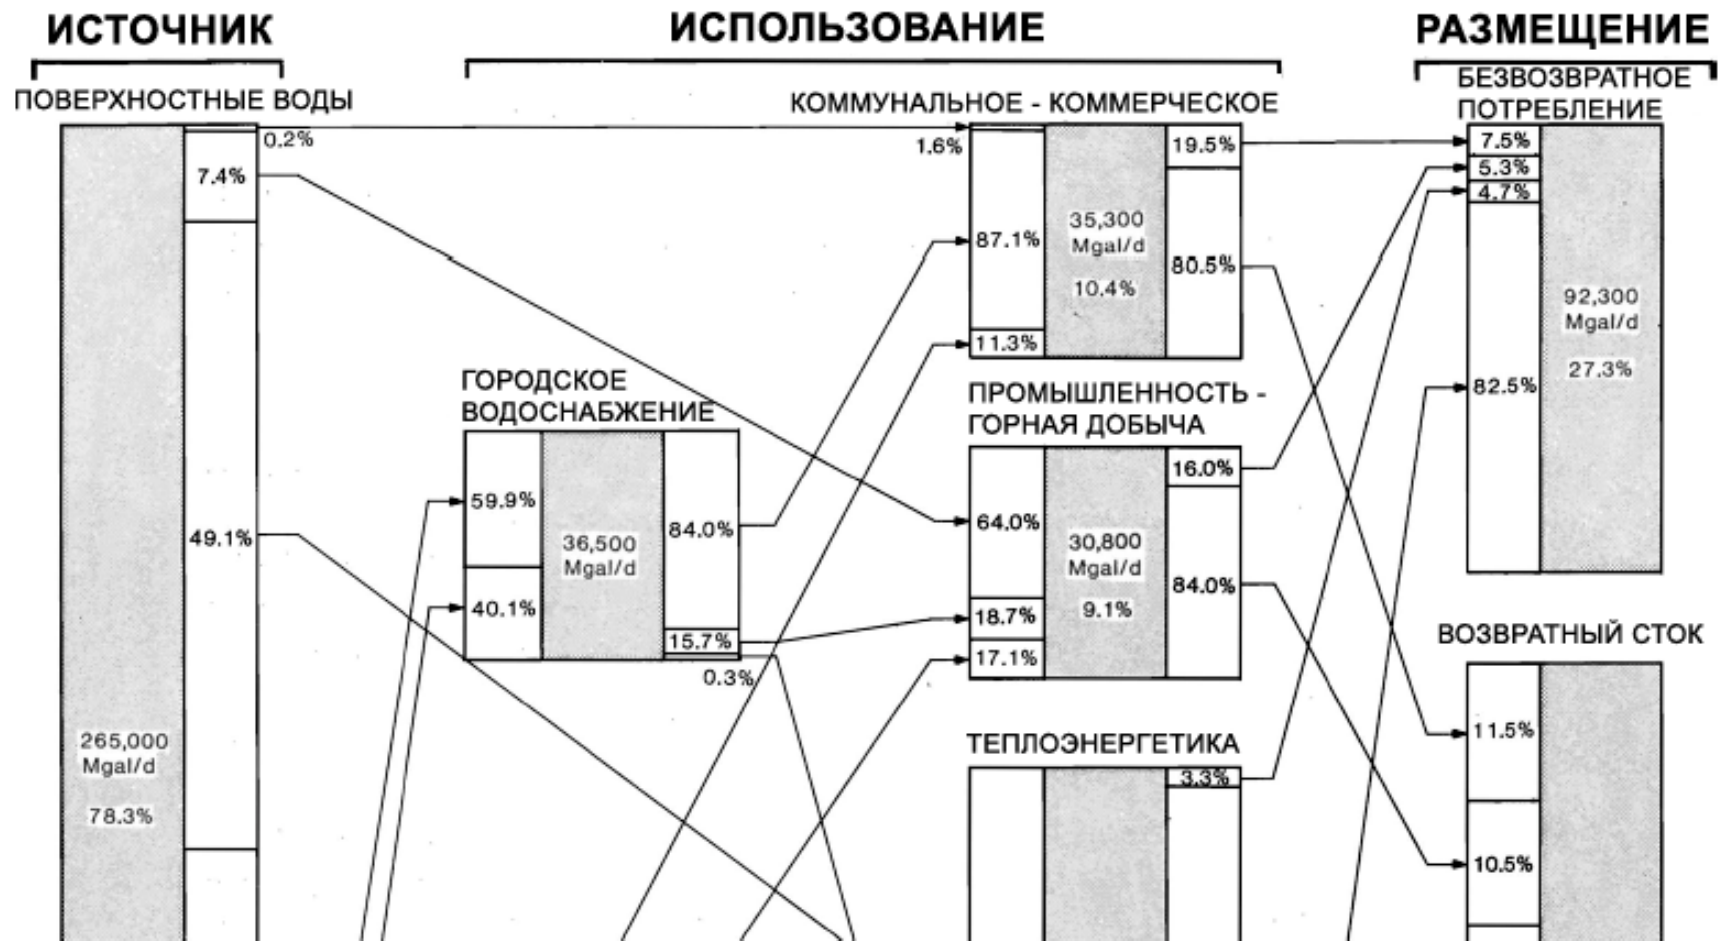 ИСТОЧНИК
ИСПОЛЬЗОВАНИЕ
РАЗМЕЩЕНИЕ
ПОВЕРХНОСТНЫЕ ВОДЫ
0.2%
7.4%
49.1%
265,000
Mgal/d
78.3%
ГОРОДСКОЕ
ВОДОСНАБЖЕНИЕ
59.9%
40.1%
36,500
Mgal/d
84.0%
15.7%
0.3%
КОММУНАЛЬНОЕ - КОММЕРЧЕСКОЕ
1.6%
87.1%
11.3%
35,300
Mgal/d
10.4%
19.5%
80.5%
ПРОМЫШЛЕННОСТЬ -
ГОРНАЯ ДОБЫЧА
64.0%
18.7%
17.1%
30,800
Mgal/d
9.1%
16.0%
84.0%
ТЕПЛОЭНЕРГЕТИКА
3.3%
БЕЗВОЗВРАТНОЕ
ПОТРЕБЛЕНИЕ
7.5%
5.3%
4.7%
82.5%
92,300
Mgal/d
27.3%
ВОЗВРАТНЫЙ СТОК
11.5%
10.5%